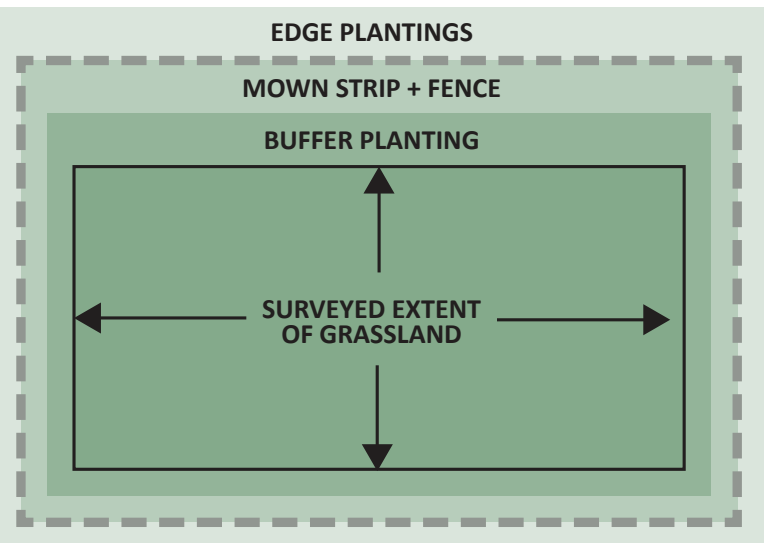 EDGE PLANTINGS
MOWN STRIP + FENCE
BUFFER PLANTING
SURVEYED EXTENT
OF GRASSLAND